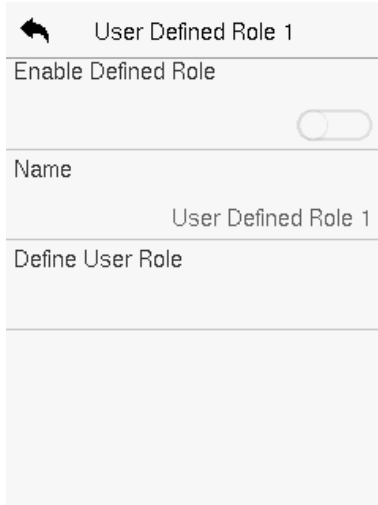 User Defined Role 1
Enable Defined Role
Name
User Defined Role 1
Define User Role